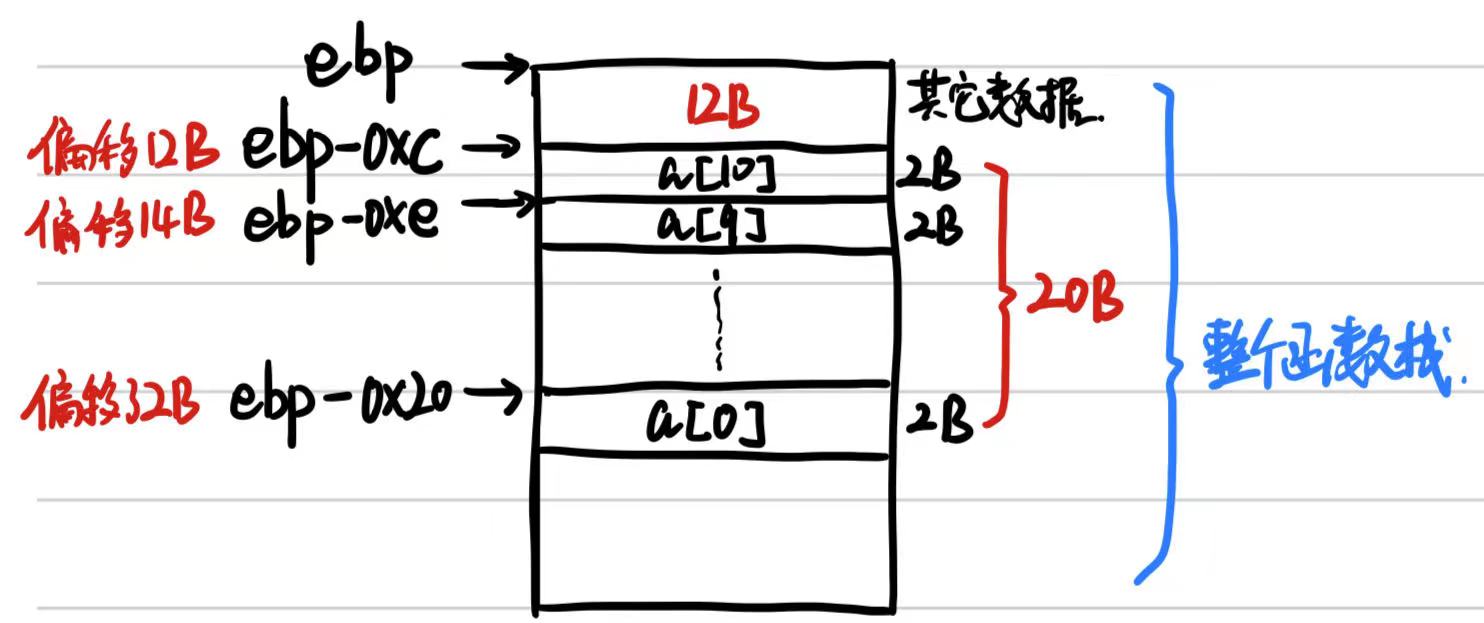 ebp → 12B 其它数据.
偏移12B ebp-0xc → a[10] 2B
偏移14B ebp-0xe → a[9] 2B
20B
整个函数栈.
偏移32B ebp-0x20 → a[0] 2B